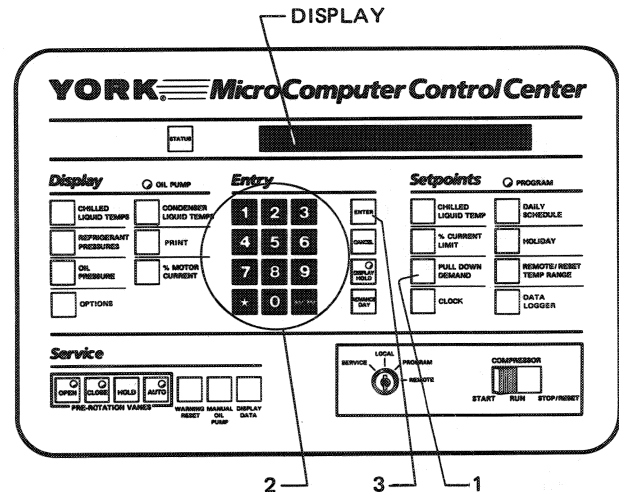 DISPLAY
YORK® MicroComputer Control Center
STATUS
Display
OIL PUMP
CHILLED LIQUID TEMPS
CONDENSER LIQUID TEMPS
REFRIGERANT PRESSURES
PRINT
OIL PRESSURE
% MOTOR CURRENT
OPTIONS
Entry
1 2 3
4 5 6
7 8 9
* 0
ENTER
CANCEL
DISPLAY HOLD
ADVANCE DAY
Setpoints
PROGRAM
CHILLED LIQUID TEMP
DAILY SCHEDULE
% CURRENT LIMIT
HOLIDAY
PULL DOWN DEMAND
REMOTE/RESET TEMP RANGE
CLOCK
DATA LOGGER
Service
OPEN CLOSE HOLD AUTO
PRE-ROTATION VANES
WARNING RESET
MANUAL OIL PUMP
DISPLAY DATA
SERVICE
LOCAL
PROGRAM
REMOTE
COMPRESSOR
START RUN STOP/RESET
2 3 1